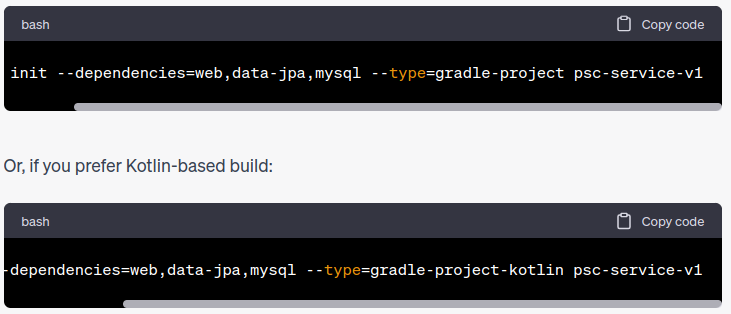 bash Copy code
init --dependencies=web,data-jpa,mysql --type=gradle-project psc-service-v1
Or, if you prefer Kotlin-based build:
bash Copy code
-dependencies=web,data-jpa,mysql --type=gradle-project-kotlin psc-service-v1